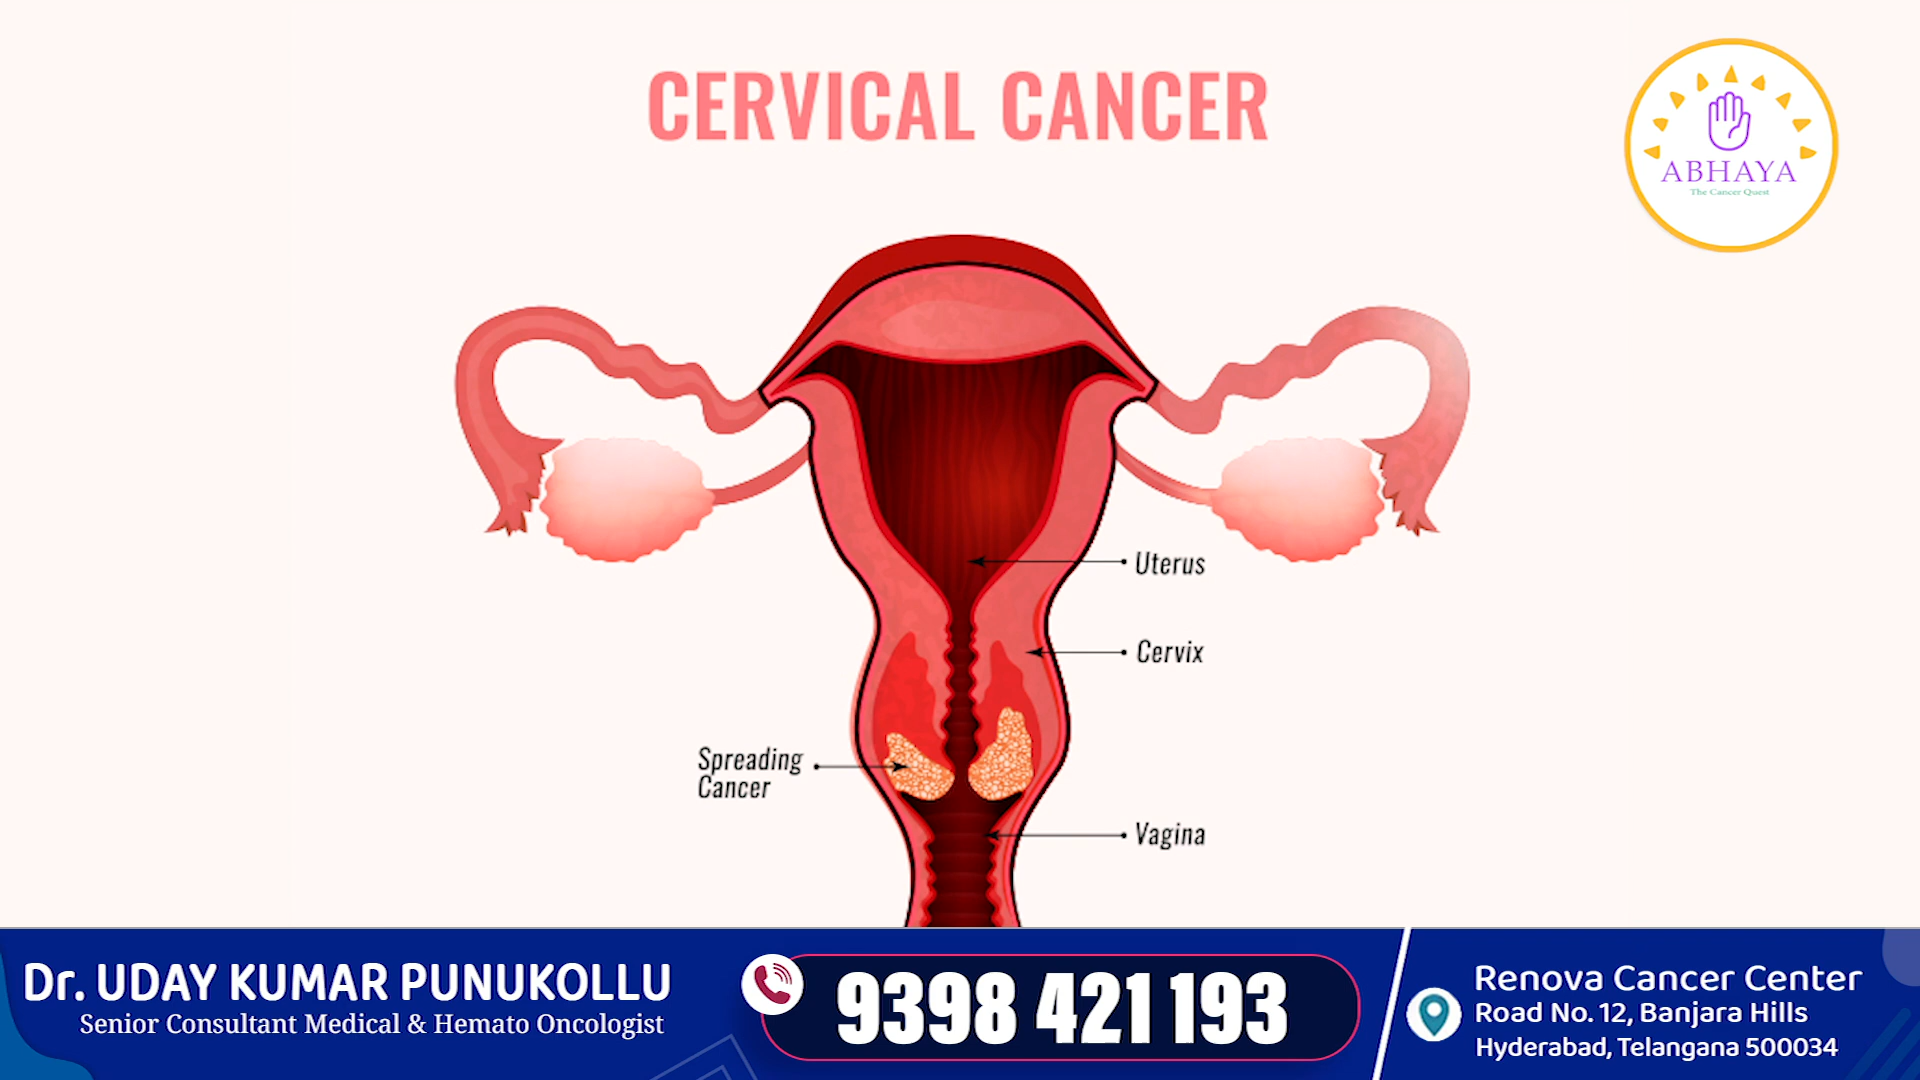 CERVICAL CANCER
ABHAYA
The Cancer Quest
Uterus
Cervix
Spreading
Cancer
Vagina
Dr. UDAY KUMAR PUNUKOLLU
Senior Consultant Medical & Hemato Oncologist
9398 421 193
Renova Cancer Center
Road No. 12, Banjara Hills
Hyderabad, Telangana 500034